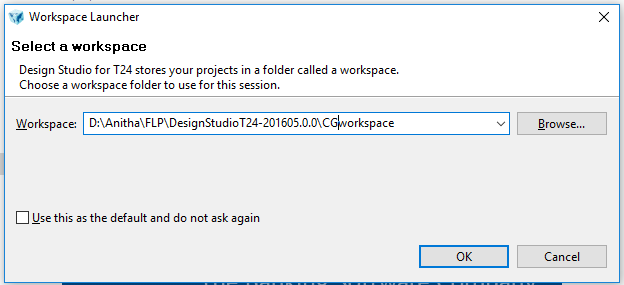 Workspace Launcher
Select a workspace
Design Studio for T24 stores your projects in a folder called a workspace.
Choose a workspace folder to use for this session.
Workspace: D:\Anitha\FLP\DesignStudioT24-201605.0.0\CGworkspace Browse...
Use this as the default and do not ask again
OK Cancel